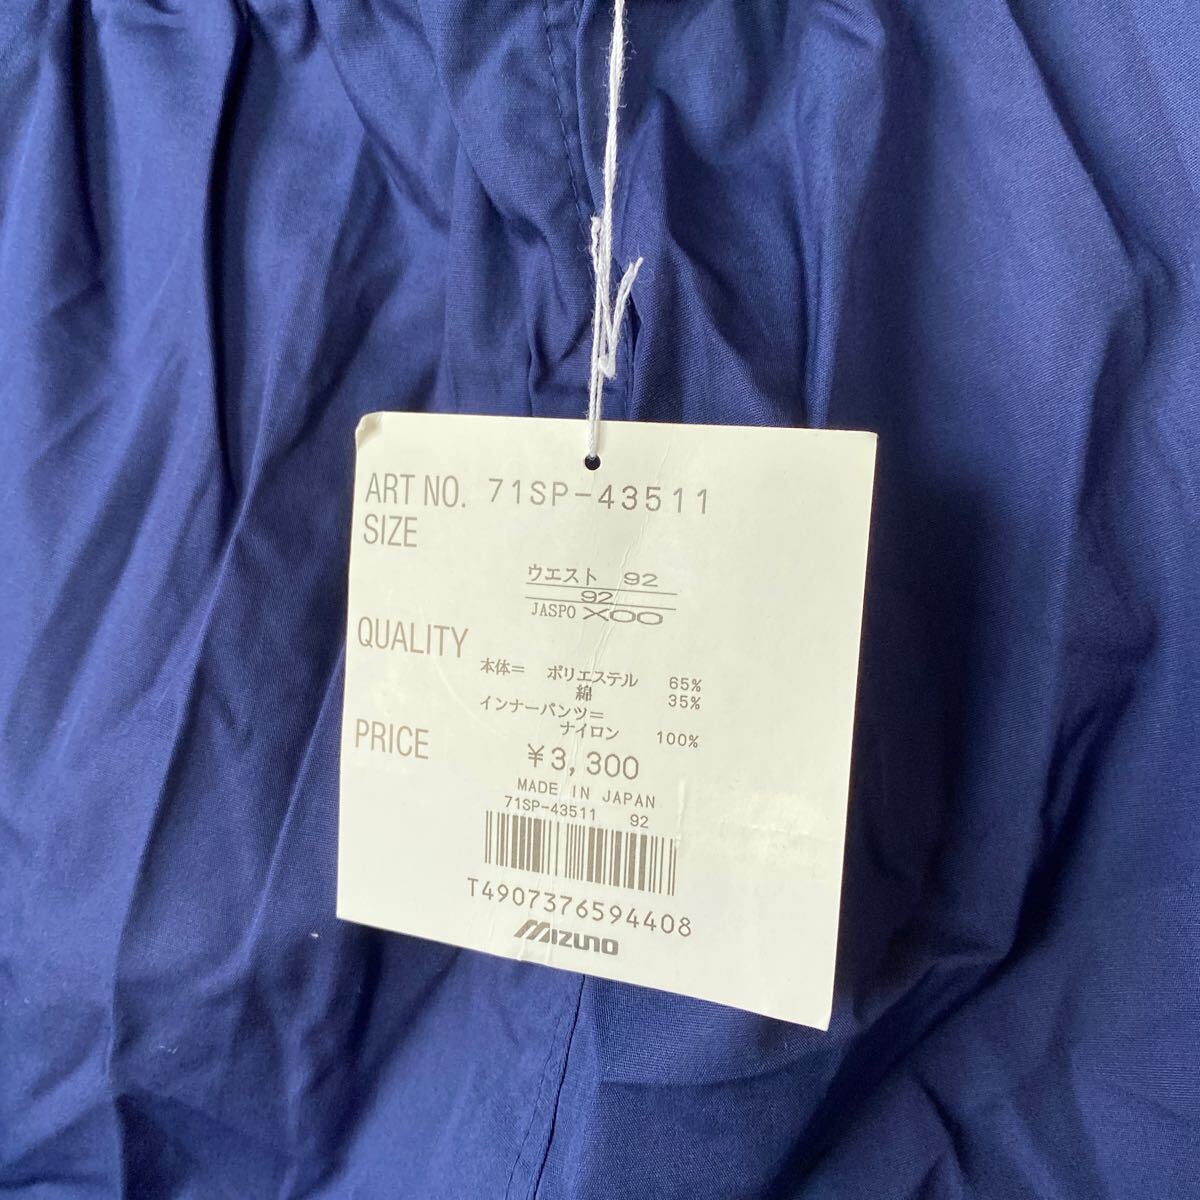 ART NO. 71SP-43511
SIZE
ウエスト 92
92
JASPO XOO
QUALITY
本体= ポリエステル 65%
綿 35%
インナーパンツ=
ナイロン 100%
PRICE ¥3,300
MADE IN JAPAN
71SP-43511 92
T4907376594408
MIZUNO